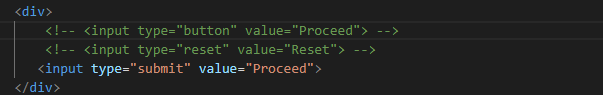 <div>
<!-- <input type="button" value="Proceed"> -->
<!-- <input type="reset" value="Reset"> -->
<input type="submit" value="Proceed">
</div>